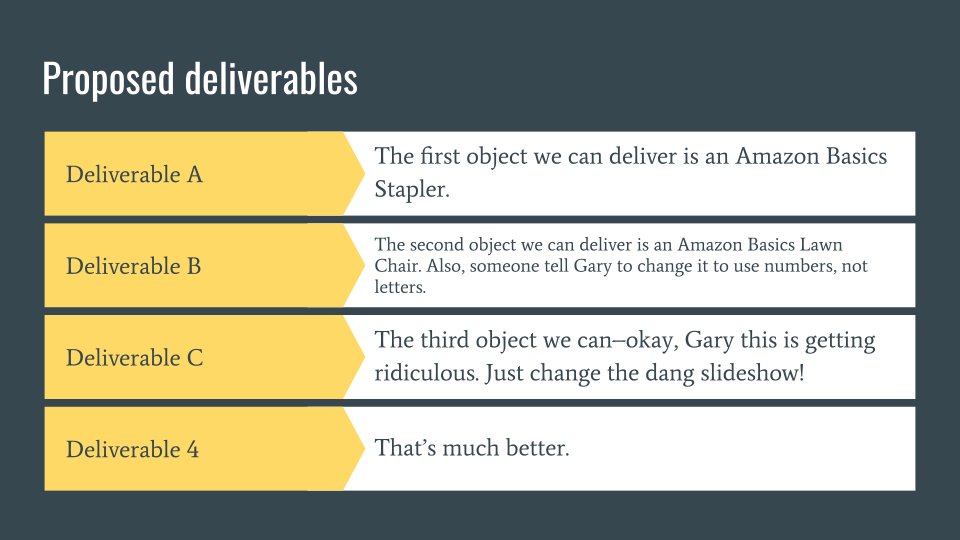 Proposed deliverables
Deliverable A
The first object we can deliver is an Amazon Basics
Stapler.
Deliverable B
The second object we can deliver is an Amazon Basics Lawn
Chair. Also, someone tell Gary to change it to use numbers, not
letters.
Deliverable C
The third object we can—okay, Gary this is getting
ridiculous. Just change the dang slideshow!
Deliverable 4
That’s much better.